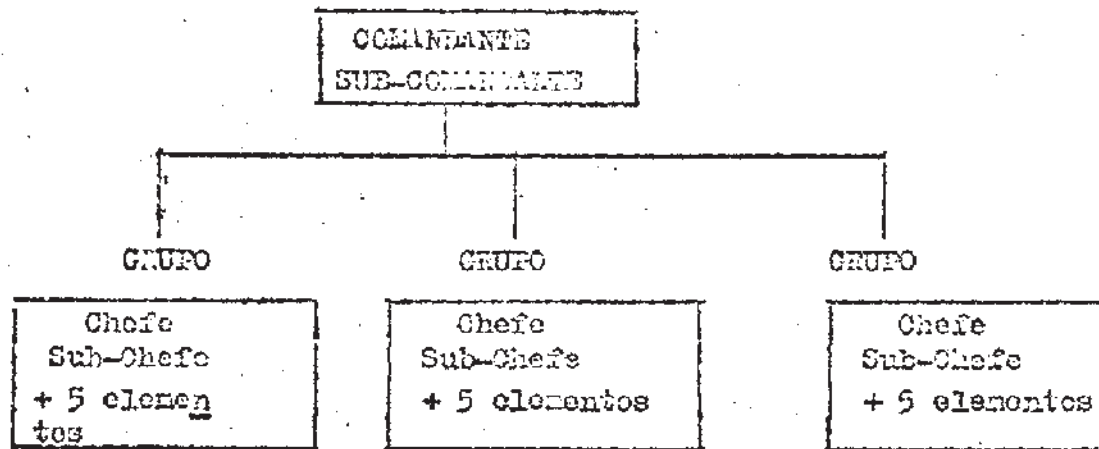 COMANDANTE
SUB-COMANDANTE
GRUPO GRUPO GRUPO
Chefe Chefe Chefe
Sub-Chefe Sub-Chefe Sub-Chefe
+ 5 elemen + 5 elementos + 5 elementos
tos